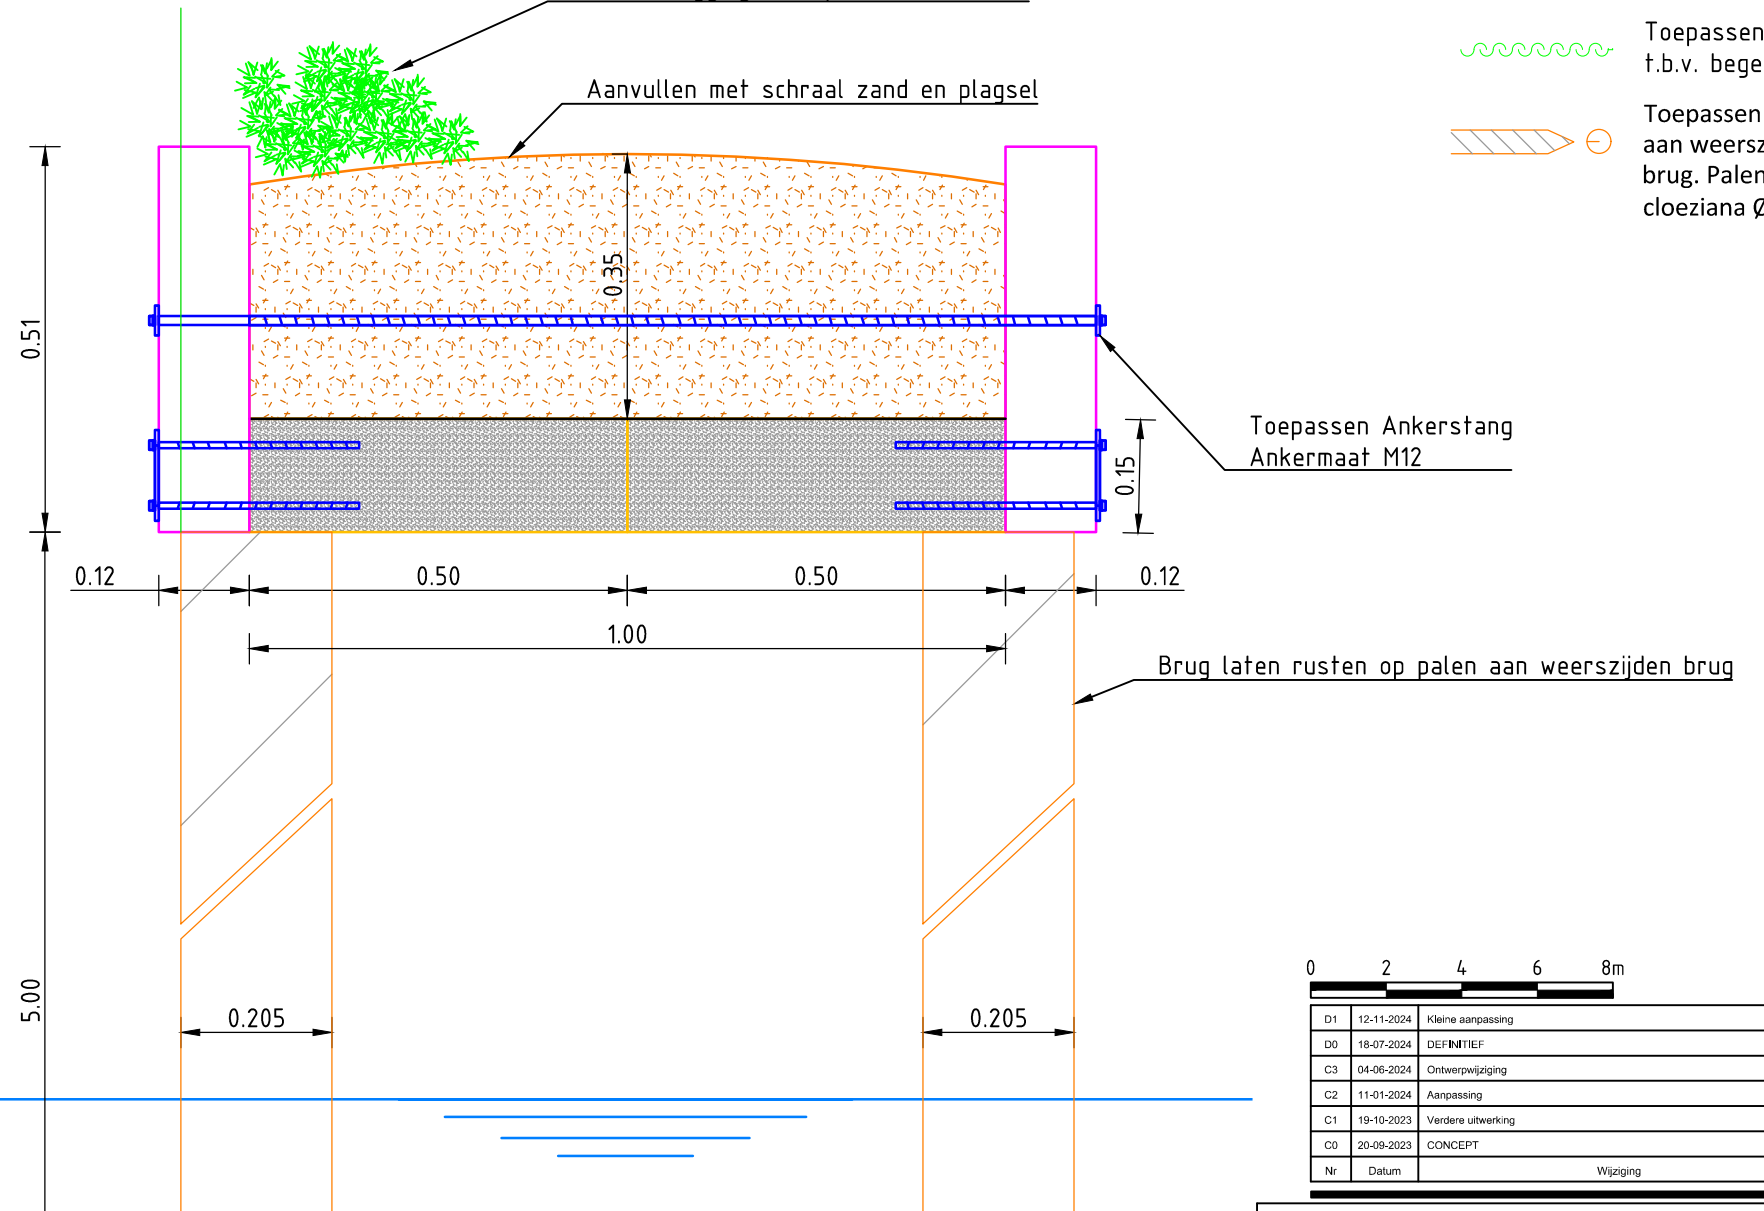 Toepassen
t.b.v. bege
Aanvullen met schraal zand en plagsel
Toepassen
aan weersz
brug. Palen
cloeziana Ø
0.51
0.35
Toepassen Ankerstang
Ankermaat M12
0.15
0.12
0.50
0.50
0.12
1.00
Brug laten rusten op palen aan weerszijden brug
5.00
0.205
0.205
0 2 4 6 8m
D1 12-11-2024 Kleine aanpassing
D0 18-07-2024 DEFINITIEF
C3 04-06-2024 Ontwerpwijziging
C2 11-01-2024 Aanpassing
C1 19-10-2023 Verdere uitwerking
C0 20-09-2023 CONCEPT
Nr Datum Wijziging